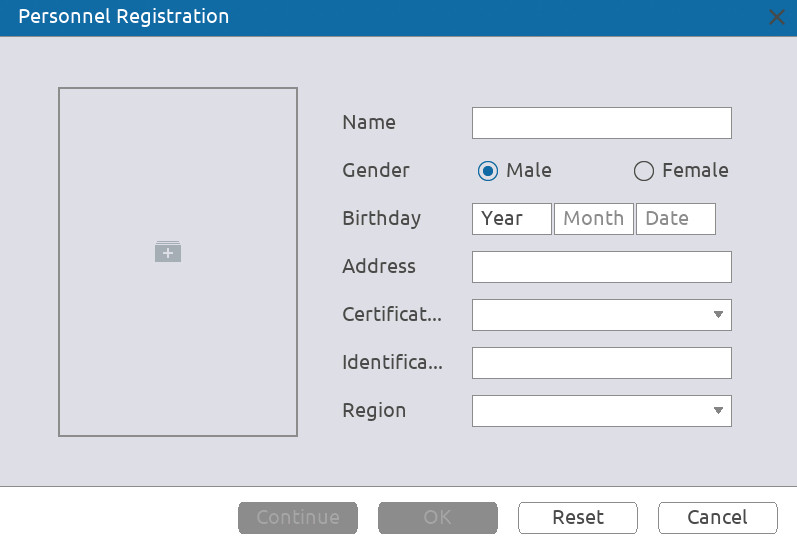 Personnel Registration
Name
Gender Male Female
Birthday Year Month Date
Address
Certificat...
Identifica...
Region
Continue OK Reset Cancel